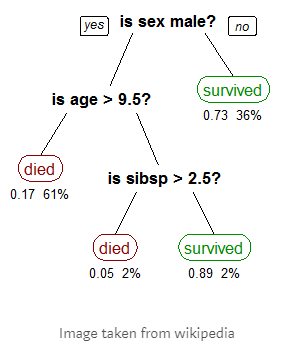 yes is sex male? no
survived
is age > 9.5?
0.73 36%
died
is sibsp > 2.5?
0.17 61%
died survived
0.05 2% 0.89 2%
Image taken from wikipedia